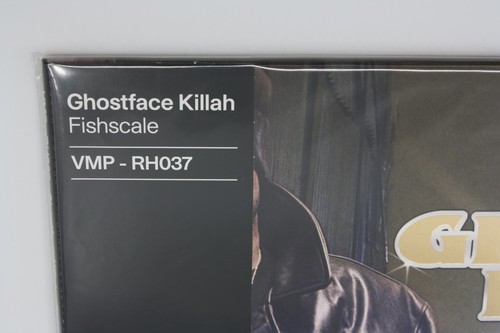 Ghostface Killah
Fishscale
VMP - RH037
G